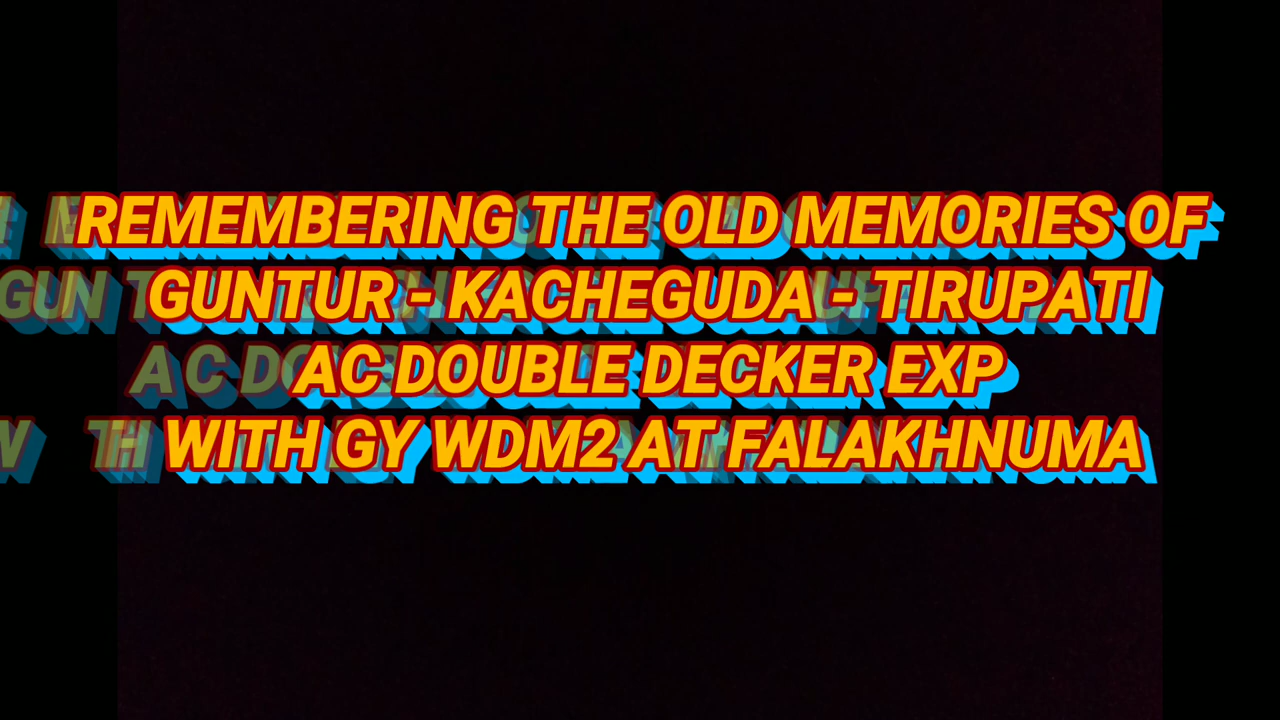 REMEMBERING THE OLD MEMORIES OF
GUNTUR - KACHEGUDA - TIRUPATI
AC DOUBLE DECKER EXP
WITH GY WDM2 AT FALAKHNUMA